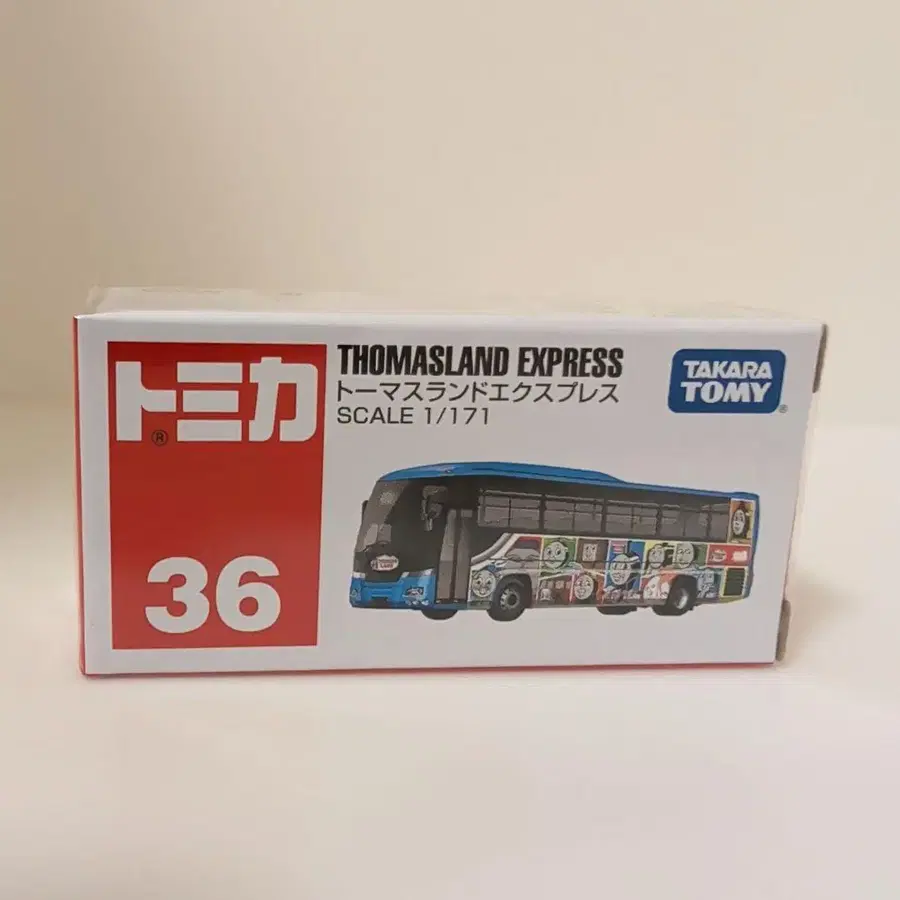 トミカ®
36
THOMASLAND EXPRESS
トーマスランドエクスプレス
SCALE 1/171
TAKARA
TOMY®